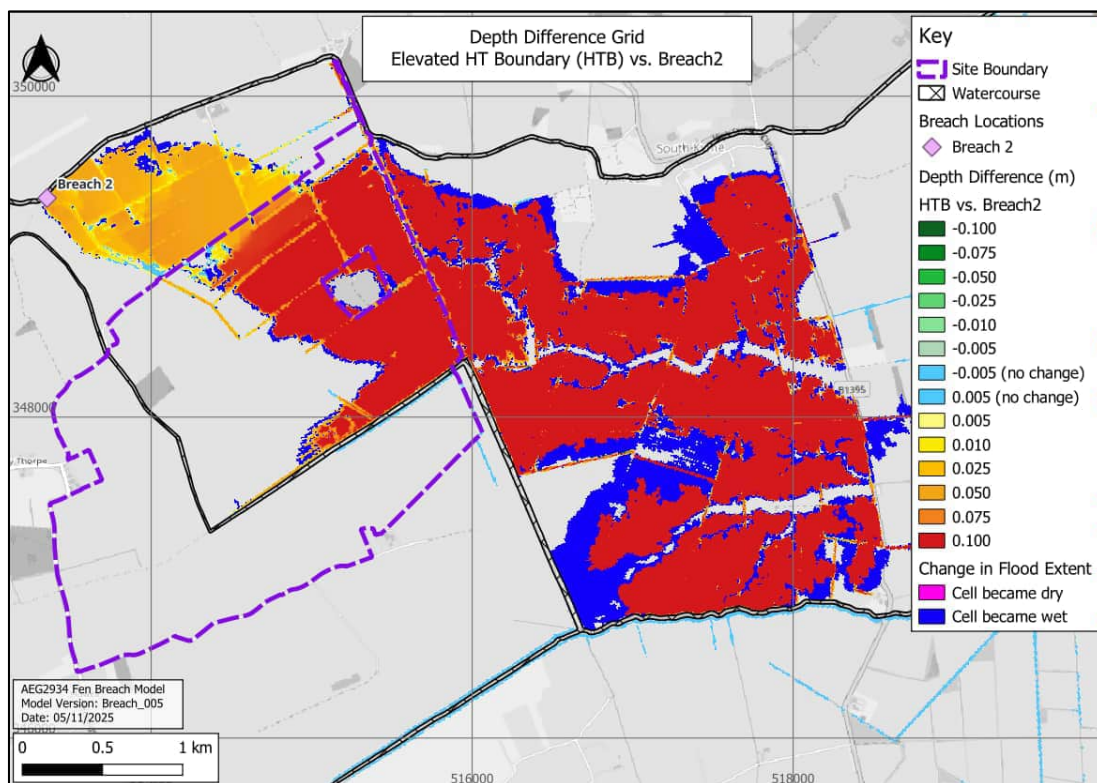 Depth Difference Grid
Elevated HT Boundary (HTB) vs. Breach2
Key
Site Boundary
Watercourse
Breach Locations
Breach 2
Depth Difference (m)
HTB vs. Breach2
-0.100
-0.075
-0.050
-0.025
-0.010
-0.005
-0.005 (no change)
0.005 (no change)
0.005
0.010
0.025
0.050
0.075
0.100
Change in Flood Extent
Cell became dry
Cell became wet
350000
Breach 2
348000
B1395
Thorpe
AEG2934 Fen Breach Model
Model Version: Breach_005
Date: 05/11/2025
0 0.5 1 km
516000
518000